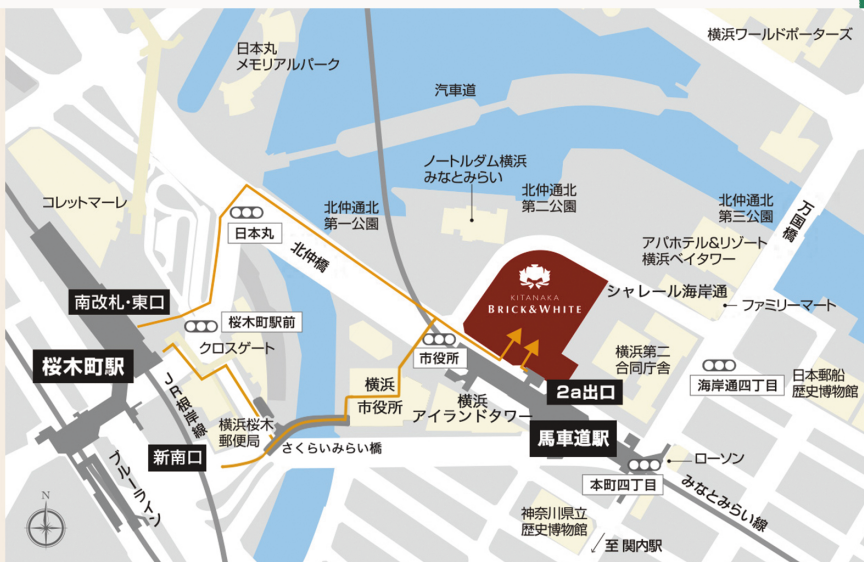 横浜ワールドポーターズ
日本丸
メモリアルパーク
汽車道
ノートルダム横浜
みなとみらい
コレットマーレ
北仲通北
第一公園
北仲通北
第二公園
北仲通北
第三公園
万国橋
日本丸
北仲橋
アパホテル&リゾート
横浜ベイタワー
KITANAKA
BRICK&WHITE
シャレール海岸通
ファミリーマート
南改札・東口
桜木町駅前
クロスゲート
市役所
横浜第二
合同庁舎
海岸通四丁目
日本郵船
歴史博物館
桜木町駅
JR根岸線
横浜
市役所
横浜
アイランドタワー
2a出口
馬車道駅
横浜桜木
郵便局
さくらいみらい橋
新南口
ブルーライン
ローソン
本町四丁目
みなとみらい線
神奈川県立
歴史博物館
至 関内駅
N